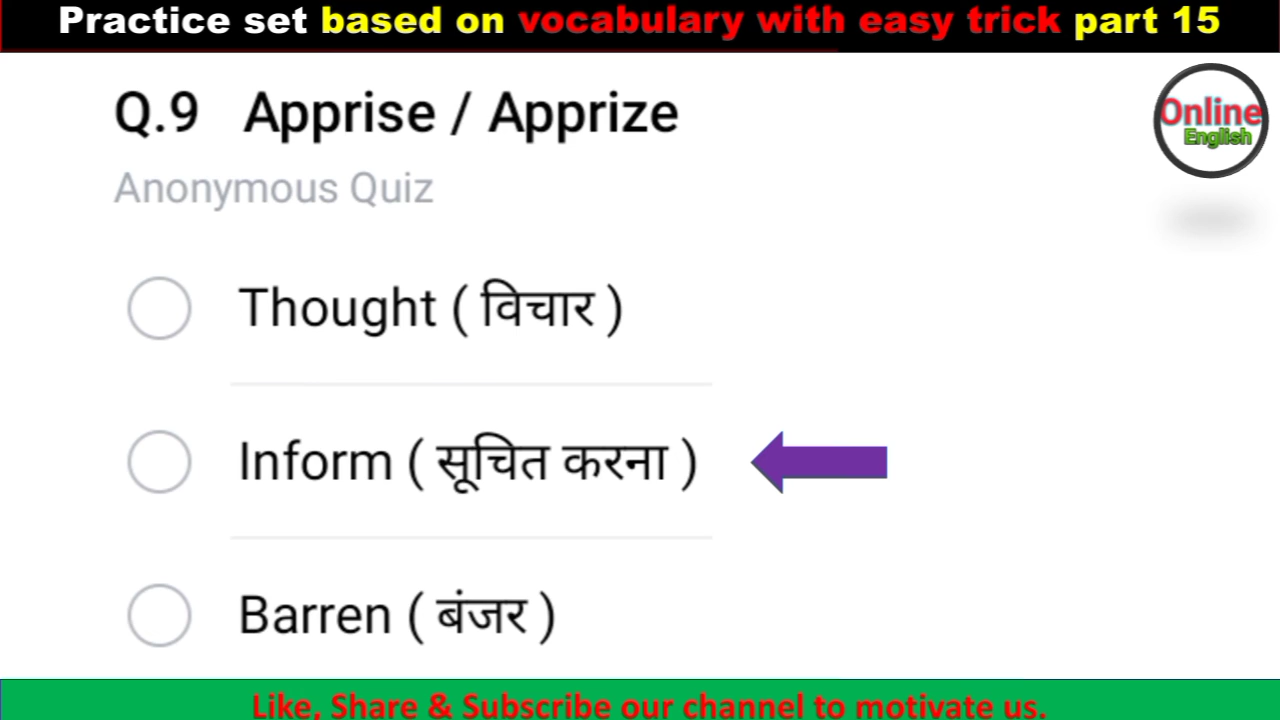 Practice set based on vocabulary with easy trick part 15
Online
English
Q.9 Apprise / Apprize
Anonymous Quiz
Thought ( विचार )
Inform ( सूचित करना )
Barren ( बंजर )
Like, Share & Subscribe our channel to motivate us.